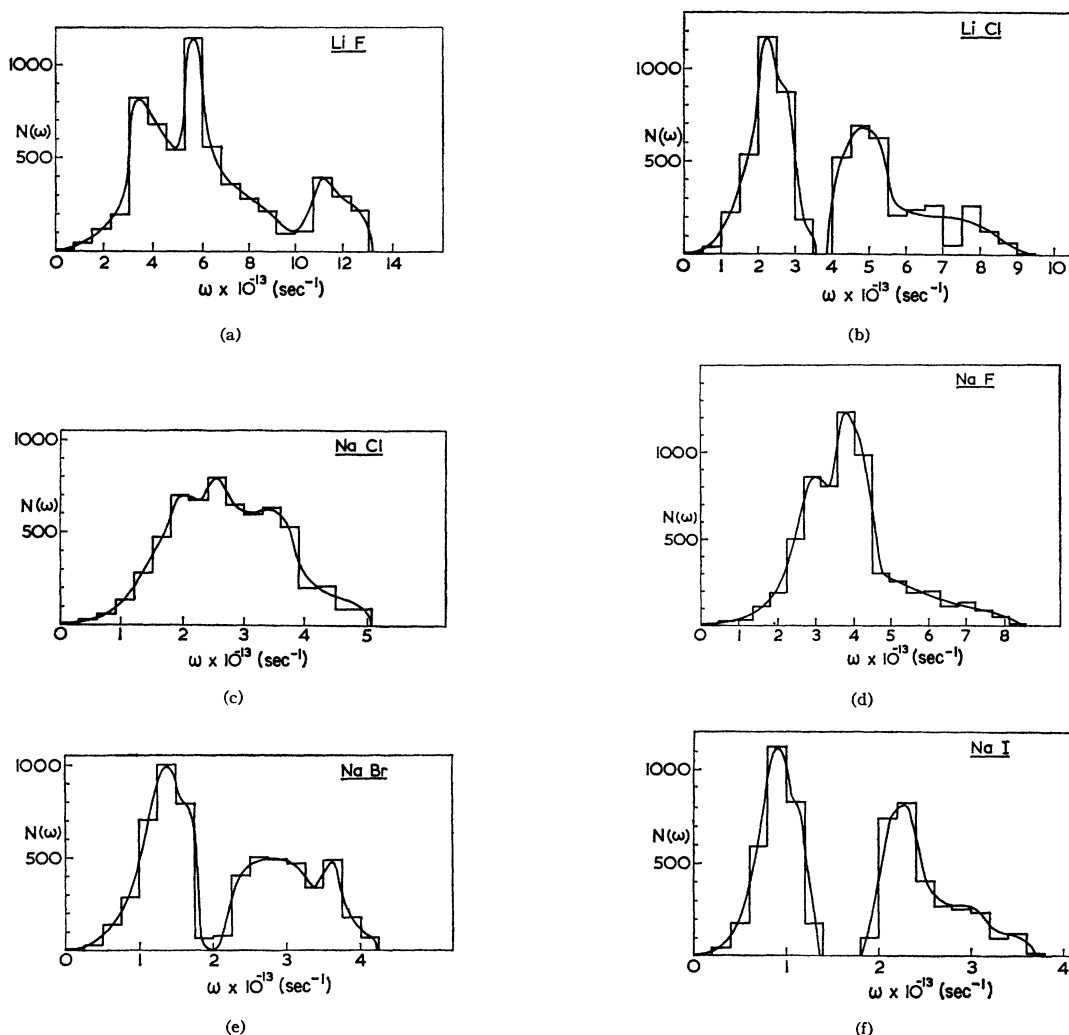 Li F
1000
N(ω)
500
0 2 4 6 8 10 12 14
ω x 10⁻¹³ (sec⁻¹)
(a)
Li Cl
1000
N(ω)
500
0 1 2 3 4 5 6 7 8 9 10
ω x 10⁻¹³ (sec⁻¹)
(b)
Na Cl
1000
N(ω)
500
0 1 2 3 4 5
ω x 10⁻¹³ (sec⁻¹)
(c)
Na F
1000
N(ω)
500
0 1 2 3 4 5 6 7 8
ω x 10⁻¹³ (sec⁻¹)
(d)
Na Br
1000
N(ω)
500
0 1 2 3 4
ω x 10⁻¹³ (sec⁻¹)
(e)
Na I
1000
N(ω)
500
0 1 2 3 4
ω x 10⁻¹³ (sec⁻¹)
(f)